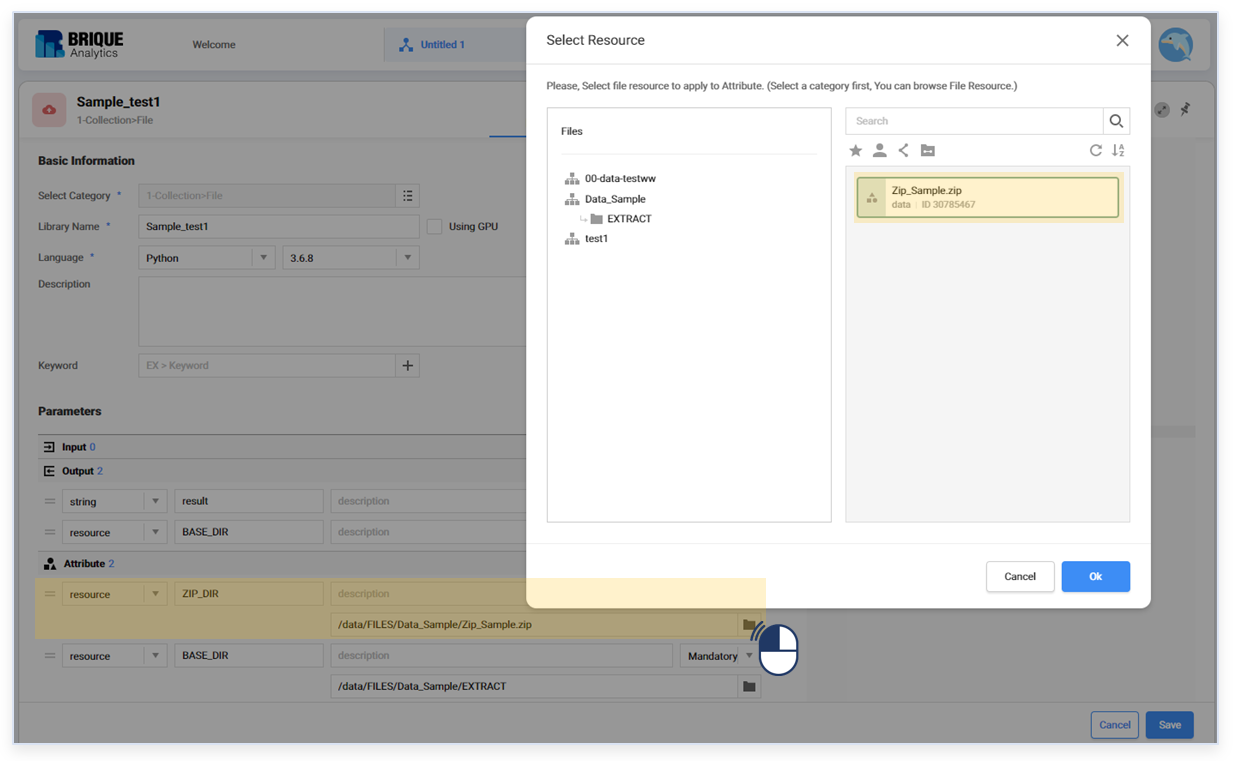 BRIQUE
Analytics
Welcome
Untitled 1
Sample_test1
1-Collection>File
Basic Information
Select Category *
1-Collection>File
Library Name *
Sample_test1
Using GPU
Language *
Python
3.6.8
Description
Keyword
EX > Keyword
Parameters
Input 0
Output 2
string
result
description
resource
BASE_DIR
description
Attribute 2
resource
ZIP_DIR
description
/data/FILES/Data_Sample/Zip_Sample.zip
resource
BASE_DIR
description
Mandatory
/data/FILES/Data_Sample/EXTRACT
Cancel
Save
Select Resource
Please, Select file resource to apply to Attribute. (Select a category first, You can browse File Resource.)
Files
00-data-testww
Data_Sample
EXTRACT
test1
Search
Zip_Sample.zip
data ID 30785467
Cancel
Ok